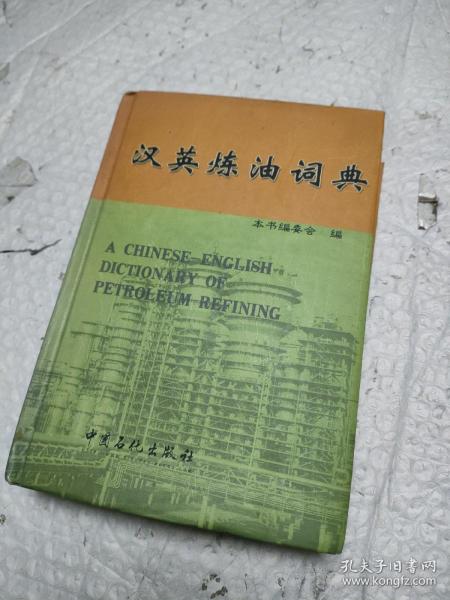 汉英炼油词典
本书编委会 编
A CHINESE-ENGLISH
DICTIONARY OF
PETROLEUM REFINING
中国石化出版社
孔夫子旧书网
www.kongfz.com